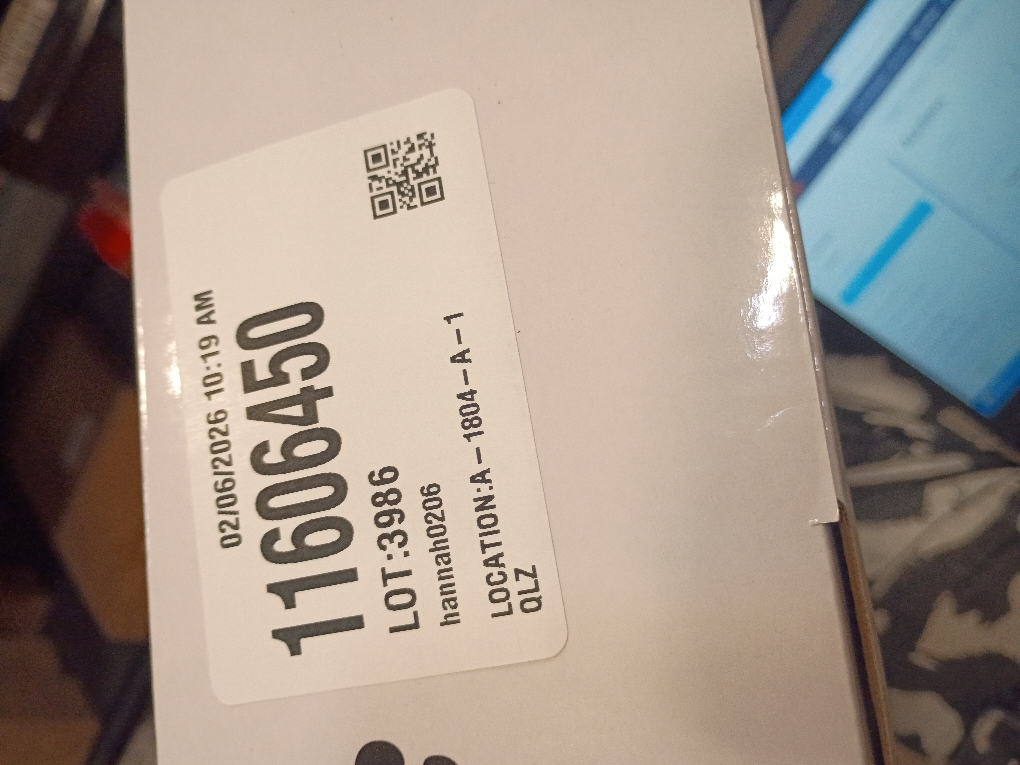 02/06/2026 10:19 AM
11606450
LOT:3986
hannah0206
LOCATION:A-1804-A-1
QLZ